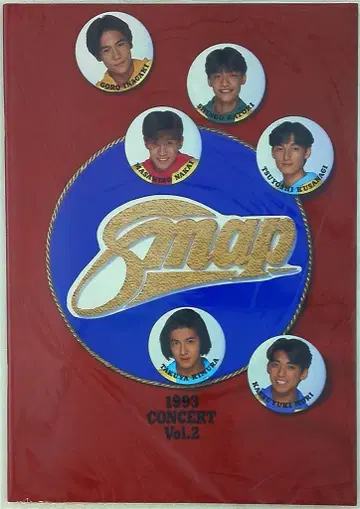 GORO INAGAKI
SHINGO KATORI
MASAHIRO NAKAI
TSUYOSHI KUSANAGI
Smap
TAKUYA KIMURA
KATSUYUKI MORI
1993
CONCERT
Vol.2